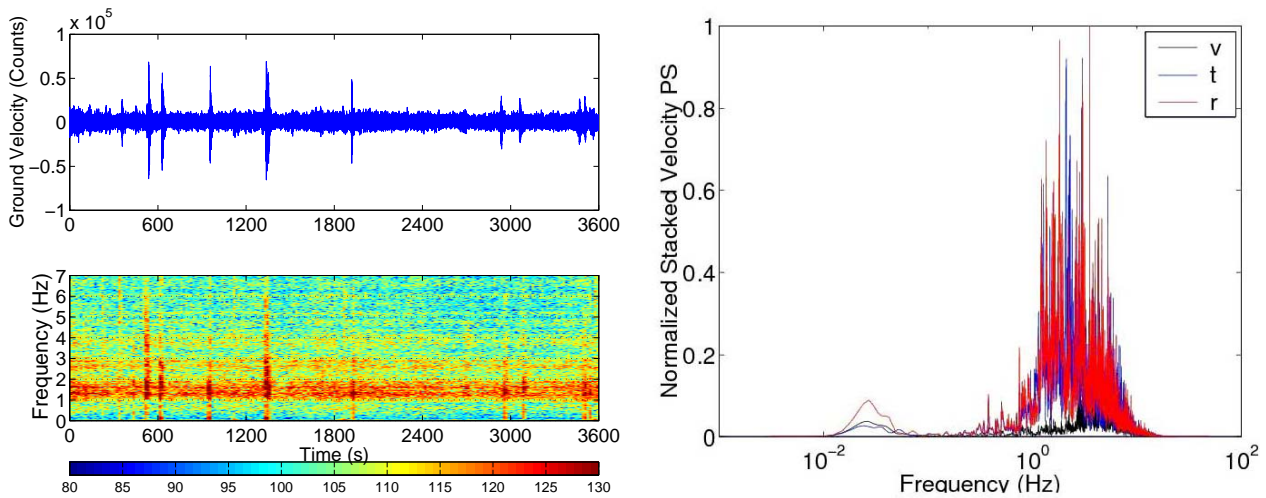 x 10^5
Ground Velocity (Counts)
1
0.5
0
−0.5
−1
0 600 1200 1800 2400 3000 3600
Frequency (Hz)
7
6
5
4
3
2
1
0
0 600 1200 1800 2400 3000 3600
Time (s)
80 85 90 95 100 105 110 115 120 125 130
Normalized Stacked Velocity PS
1
0.8
0.6
0.4
0.2
0
v
t
r
10^−2 10^0 10^2
Frequency (Hz)